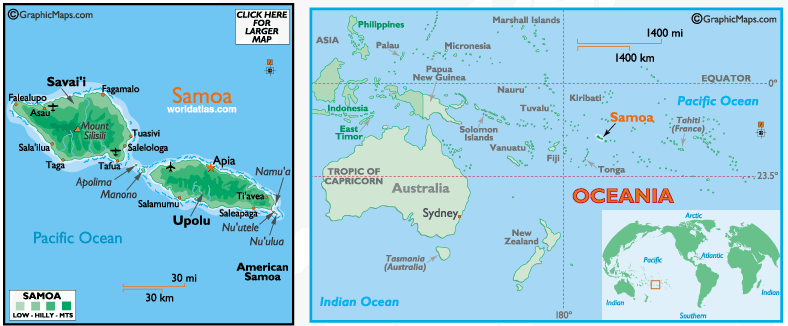 ©GraphicMaps.com
CLICK HERE
FOR
LARGER
MAP
N
Savai'i
Fagamalo
Falealupo
Asau
Samoa
worldatlas.com
Mount
Silisili
Tuasivi
Sala'ilua
Salelologa
Apia
Taga
Tafua
Namu'a
Apolima
Manono
Ti'avea
Salamumu
Saleapaga
Upolu
Nu'utele
Nu'ulua
Pacific Ocean
American
Samoa
30 mi
30 km
SAMOA
LOW - HILLY - MTS
©GraphicMaps.com
Philippines
Marshall Islands
1400 mi
ASIA
Palau
Micronesia
1400 km
Papua
New Guinea
EQUATOR
0°
Nauru
Kiribati
Pacific Ocean
Indonesia
Tuvalu
Samoa
Tahiti
(France)
N
East
Timor
Solomon
Islands
Vanuatu
Fiji
Tonga
TROPIC OF
CAPRICORN
23.5°
Australia
OCEANIA
Sydney
New
Zealand
Tasmania
(Australia)
Indian Ocean
180°
Arctic
Pacific
Atlantic
Indian
Indian
Southern